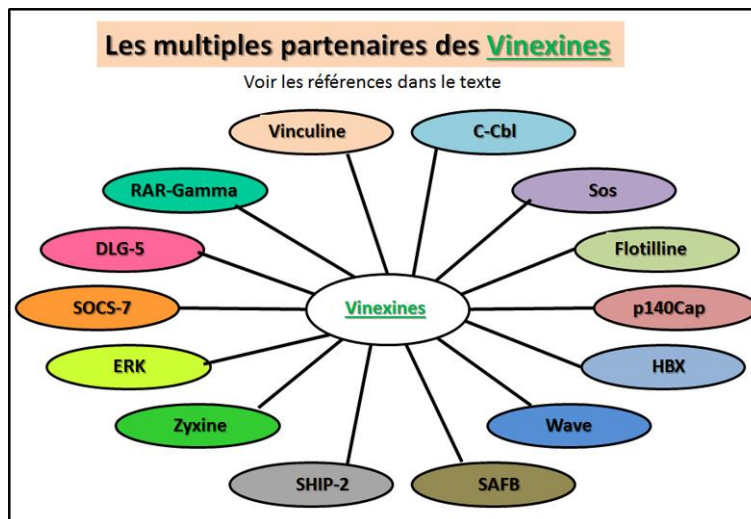 Les multiples partenaires des Vinexines
Voir les références dans le texte
Vinculine
C-Cbl
RAR-Gamma
Sos
DLG-5
Flotilline
SOCS-7
Vinexines
p140Cap
ERK
HBX
Zyxine
Wave
SHIP-2
SAFB